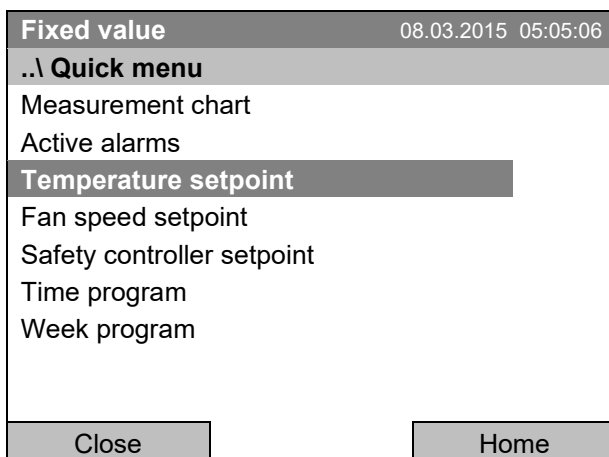 Fixed value 08.03.2015 05:05:06
..\ Quick menu
Measurement chart
Active alarms
Temperature setpoint
Fan speed setpoint
Safety controller setpoint
Time program
Week program
Close Home